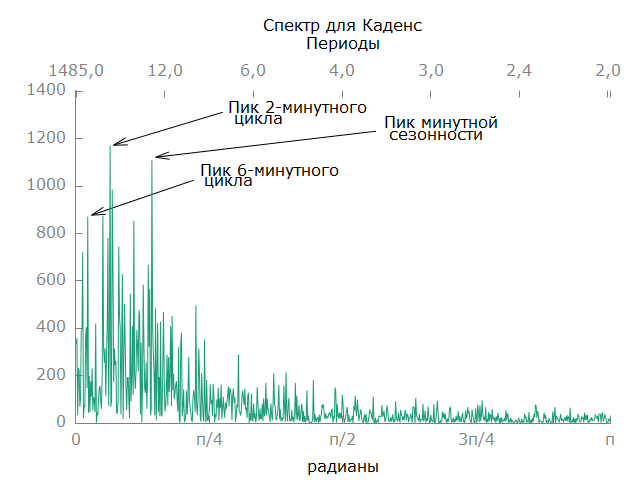 Спектр для Каденс
Периоды
1485,0 12,0 6,0 4,0 3,0 2,4 2,0
1400
1200
1000
800
600
400
200
0
Пик 2-минутного
цикла
Пик минутной
сезонности
Пик 6-минутного
цикла
0 п/4 п/2 3п/4 п
радианы